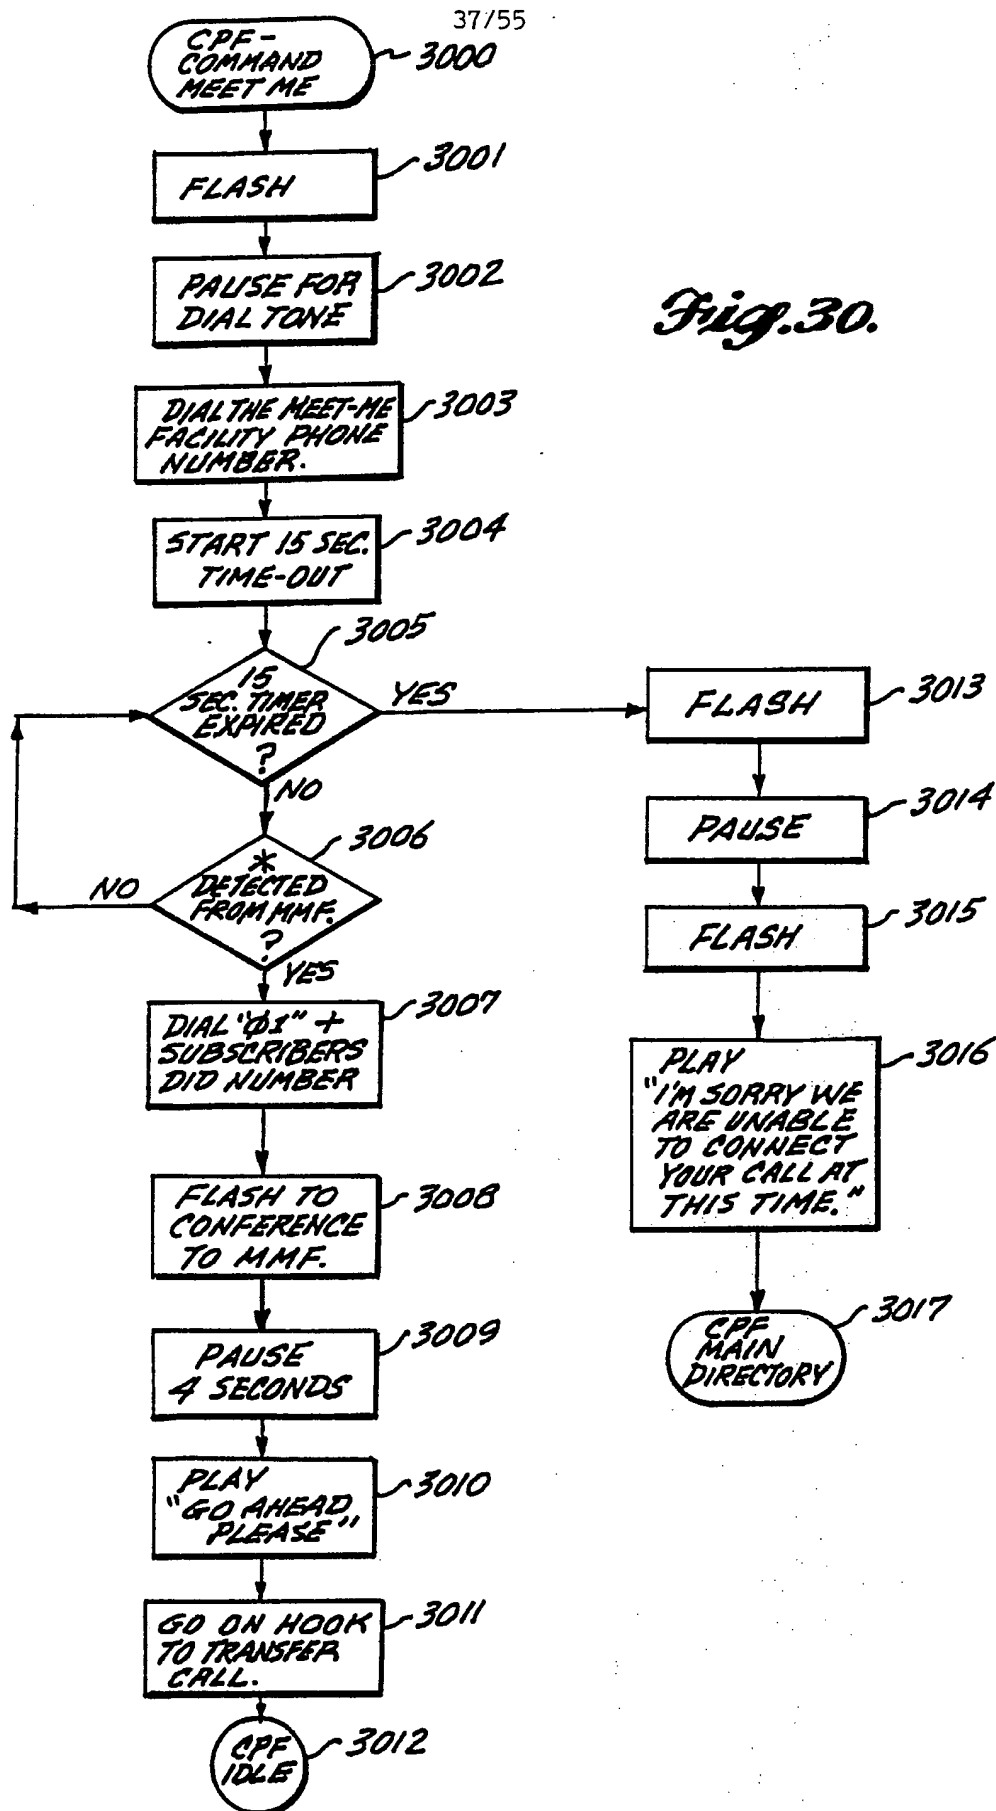 37/55
CPF-
COMMAND
MEET ME
3000
FLASH
3001
PAUSE FOR
DIAL TONE
3002
Fig. 30.
DIAL THE MEET-ME
FACILITY PHONE
NUMBER.
3003
START 15 SEC.
TIME-OUT
3004
15
SEC. TIMER
EXPIRED
?
3005
YES
NO
FLASH
3013
PAUSE
3014
*
DETECTED
FROM MMF.
?
3006
NO
YES
FLASH
3015
DIAL "Ø1" +
SUBSCRIBERS
DID NUMBER
3007
PLAY
"I'M SORRY WE
ARE UNABLE
TO CONNECT
YOUR CALL AT
THIS TIME."
3016
FLASH TO
CONFERENCE
TO MMF.
3008
CPF
MAIN
DIRECTORY
3017
PAUSE
4 SECONDS
3009
PLAY
"GO AHEAD
PLEASE"
3010
GO ON HOOK
TO TRANSFER
CALL.
3011
CPF
IDLE
3012